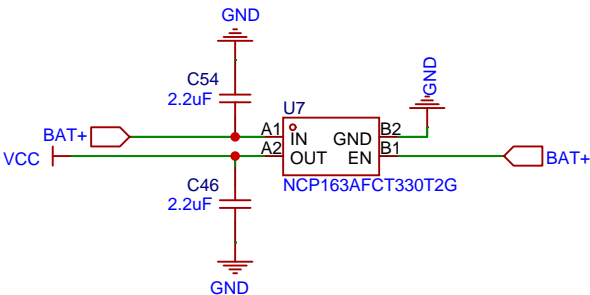 GND
C54
2.2uF
GND
U7
BAT+
A1
IN
GND
B2
VCC
A2
OUT
EN
B1
BAT+
C46
2.2uF
NCP163AFCT330T2G
GND